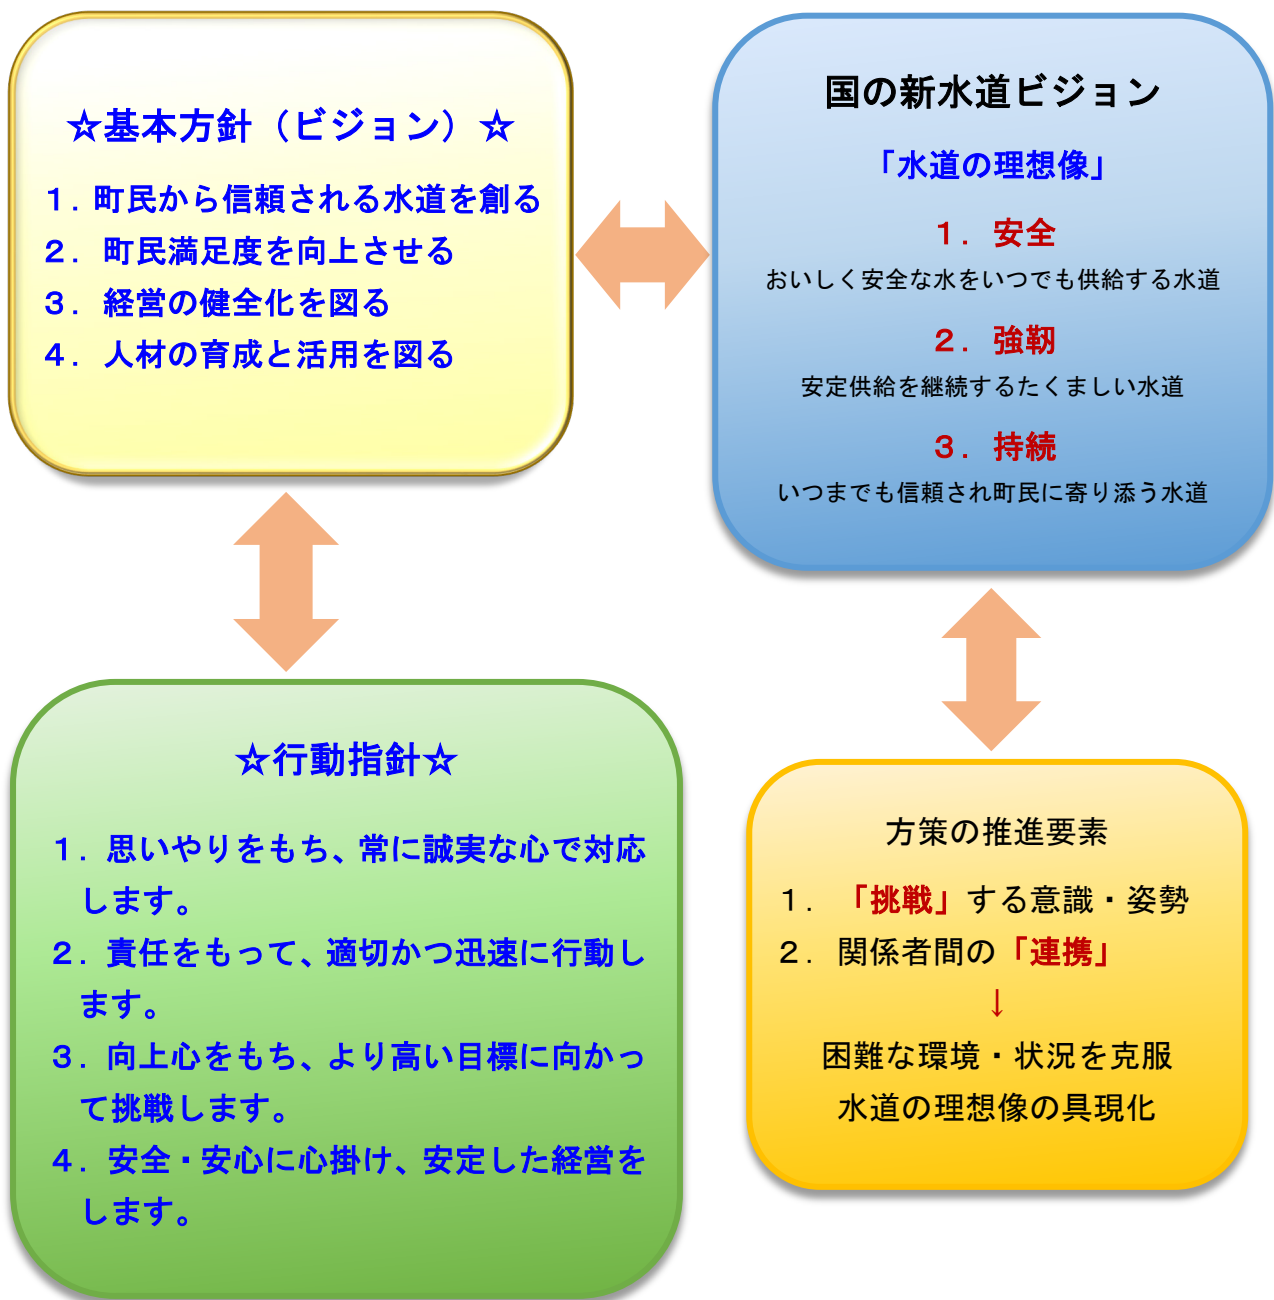 ☆基本方針（ビジョン）☆
１．町民から信頼される水道を創る
２．町民満足度を向上させる
３．経営の健全化を図る
４．人材の育成と活用を図る
国の新水道ビジョン
「水道の理想像」
１．安全
おいしく安全な水をいつでも供給する水道
２．強靭
安定供給を継続するたくましい水道
３．持続
いつまでも信頼され町民に寄り添う水道
☆行動指針☆
１．思いやりをもち、常に誠実な心で対応
します。
２．責任をもって、適切かつ迅速に行動し
ます。
３．向上心をもち、より高い目標に向かっ
て挑戦します。
４．安全・安心に心掛け、安定した経営を
します。
方策の推進要素
１．「挑戦」する意識・姿勢
２．関係者間の「連携」
↓
困難な環境・状況を克服
水道の理想像の具現化